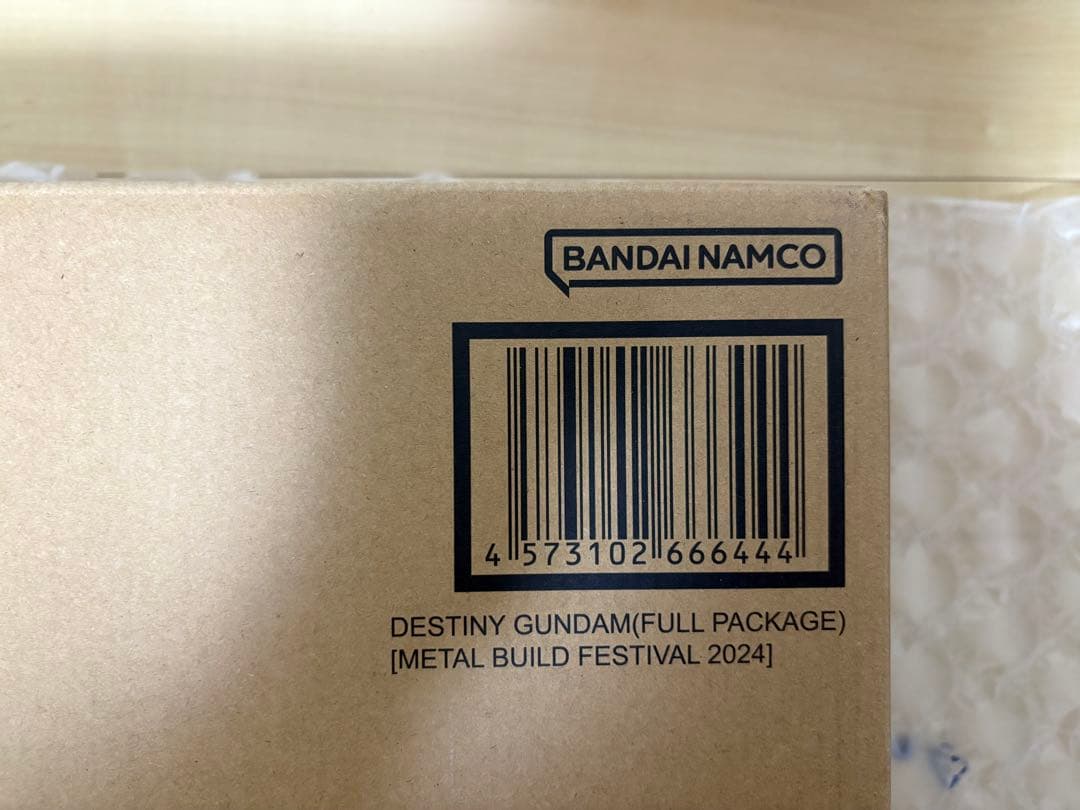 BANDAI NAMCO
4 573102 666444
DESTINY GUNDAM(FULL PACKAGE)
[METAL BUILD FESTIVAL 2024]